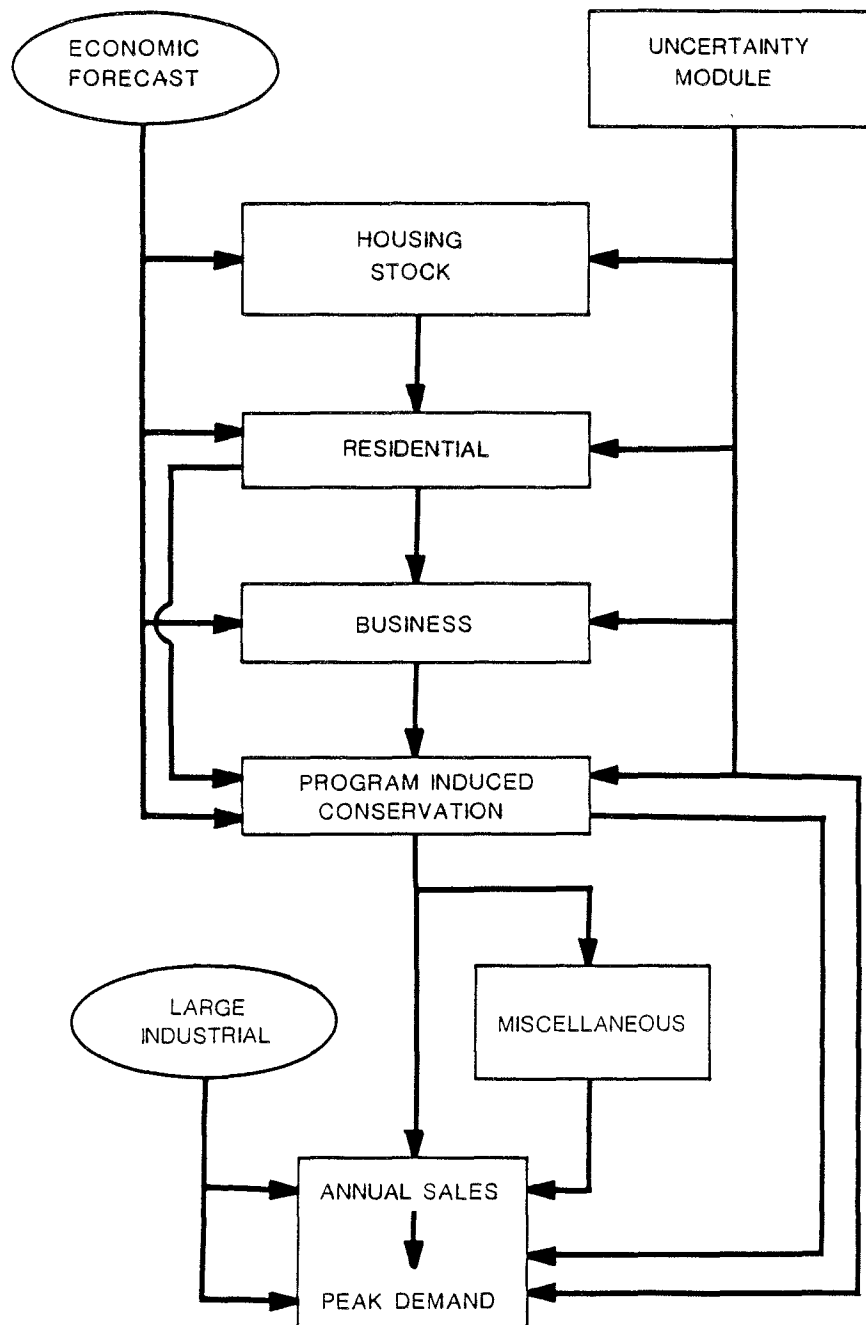 ECONOMIC
FORECAST
UNCERTAINTY
MODULE
HOUSING
STOCK
RESIDENTIAL
BUSINESS
PROGRAM INDUCED
CONSERVATION
LARGE
INDUSTRIAL
MISCELLANEOUS
ANNUAL SALES
PEAK DEMAND